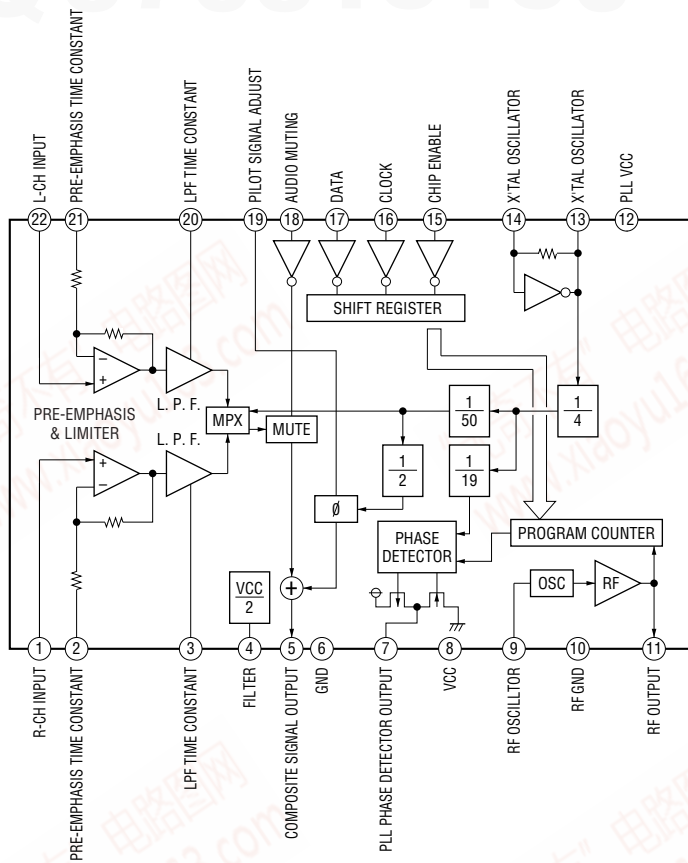 L-CH INPUT
PRE-EMPHASIS TIME CONSTANT
LPF TIME CONSTANT
PILOT SIGNAL ADJUST
AUDIO MUTING
DATA
CLOCK
CHIP ENABLE
X'TAL OSCILLATOR
X'TAL OSCILLATOR
PLL VCC
22
21
20
19
18
17
16
15
14
13
12
SHIFT REGISTER
L. P. F.
PRE-EMPHASIS
& LIMITER
MPX
MUTE
1
50
1
4
L. P. F.
1
2
1
19
Ø
PHASE
DETECTOR
PROGRAM COUNTER
VCC
2
OSC
RF
1
2
3
4
5
6
7
8
9
10
11
R-CH INPUT
PRE-EMPHASIS TIME CONSTANT
LPF TIME CONSTANT
FILTER
COMPOSITE SIGNAL OUTPUT
GND
PLL PHASE DETECTOR OUTPUT
VCC
RF OSCILLTOR
RF GND
RF OUTPUT